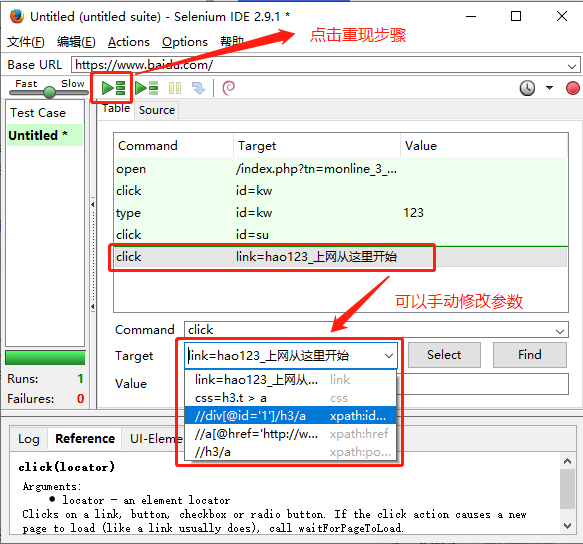 Untitled (untitled suite) - Selenium IDE 2.9.1 *
文件(F) 编辑(E) Actions Options 帮助
点击重现步骤
Base URL https://www.baidu.com/
Fast Slow
Table Source
Test Case
Untitled *
Command Target Value
open /index.php?tn=monline_3_...
click id=kw
type id=kw 123
click id=su
click link=hao123_上网从这里开始
可以手动修改参数
Command click
Target link=hao123_上网从这里开始 Select Find
Value
link=hao123_上网从... link
css=h3.t > a css
//div[@id='1']/h3/a xpath:id...
//a[@href='http://w... xpath:href
//h3/a xpath:po...
Runs: 1
Failures: 0
Log Reference UI-Eleme
click(locator)
Arguments:
● locator - an element locator
Clicks on a link, button, checkbox or radio button. If the click action causes a new
page to load (like a link usually does), call waitForPageToLoad.